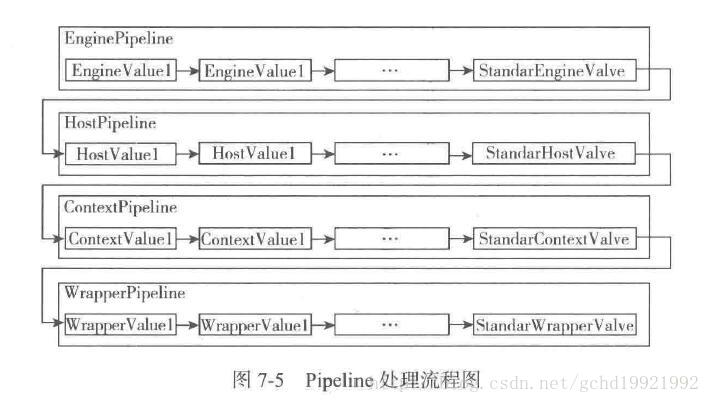 EnginePipeline
EngineValue1 EngineValue1 ... StandarEngineValve
HostPipeline
HostValue1 HostValue1 ... StandarHostValve
ContextPipeline
ContextValue1 ContextValue1 ... StandarContextValve
WrapperPipeline
WrapperValue1 WrapperValue1 ... StandarWrapperValve
图 7-5 Pipeline 处理流程图
csdn.net/gchd19921992